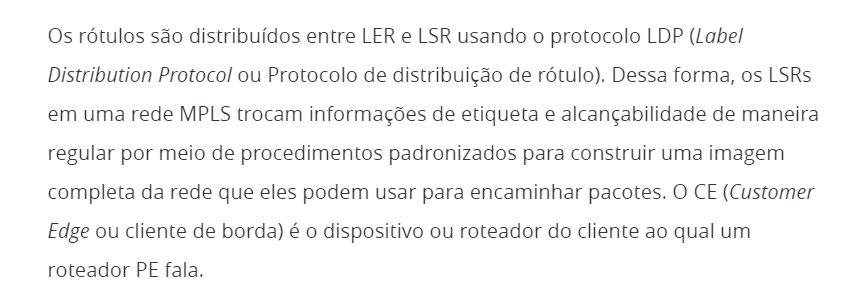 Os rótulos são distribuídos entre LER e LSR usando o protocolo LDP (Label
Distribution Protocol ou Protocolo de distribuição de rótulo). Dessa forma, os LSRs
em uma rede MPLS trocam informações de etiqueta e alcançabilidade de maneira
regular por meio de procedimentos padronizados para construir uma imagem
completa da rede que eles podem usar para encaminhar pacotes. O CE (Customer
Edge ou cliente de borda) é o dispositivo ou roteador do cliente ao qual um
roteador PE fala.